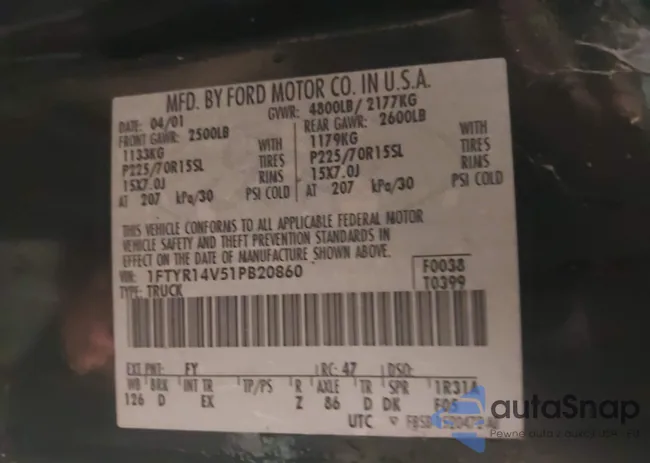 MFD. BY FORD MOTOR CO. IN U.S.A.
DATE: 04/01 GVWR: 4800LB/ 2177KG
FRONT GAWR: 2500LB REAR GAWR: 2600LB
1133KG WITH 1179KG WITH
P225/70R15SL TIRES P225/70R15SL TIRES
15X7.0J RIMS 15X7.0J RIMS
AT 207 kPa/30 PSI COLD AT 207 kPa/30 PSI COLD
THIS VEHICLE CONFORMS TO ALL APPLICABLE FEDERAL MOTOR
VEHICLE SAFETY AND THEFT PREVENTION STANDARDS IN
EFFECT ON THE DATE OF MANUFACTURE SHOWN ABOVE.
VIN: 1FTYR14V51PB20860 F0038
TYPE: TRUCK T0399
EXT PNT: FY RC: 47 DSO:
WB BRK INT TR TP/PS R AXLE TR SPR 1R31A
126 D EX Z 86 D DK F05
UTC
autaSnap
Pewne auta z aukcji